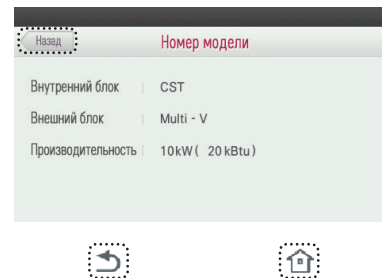 Назад
Номер модели
Внутренний блок CST
Внешний блок Multi - V
Производительность 10kW ( 20 kBtu )